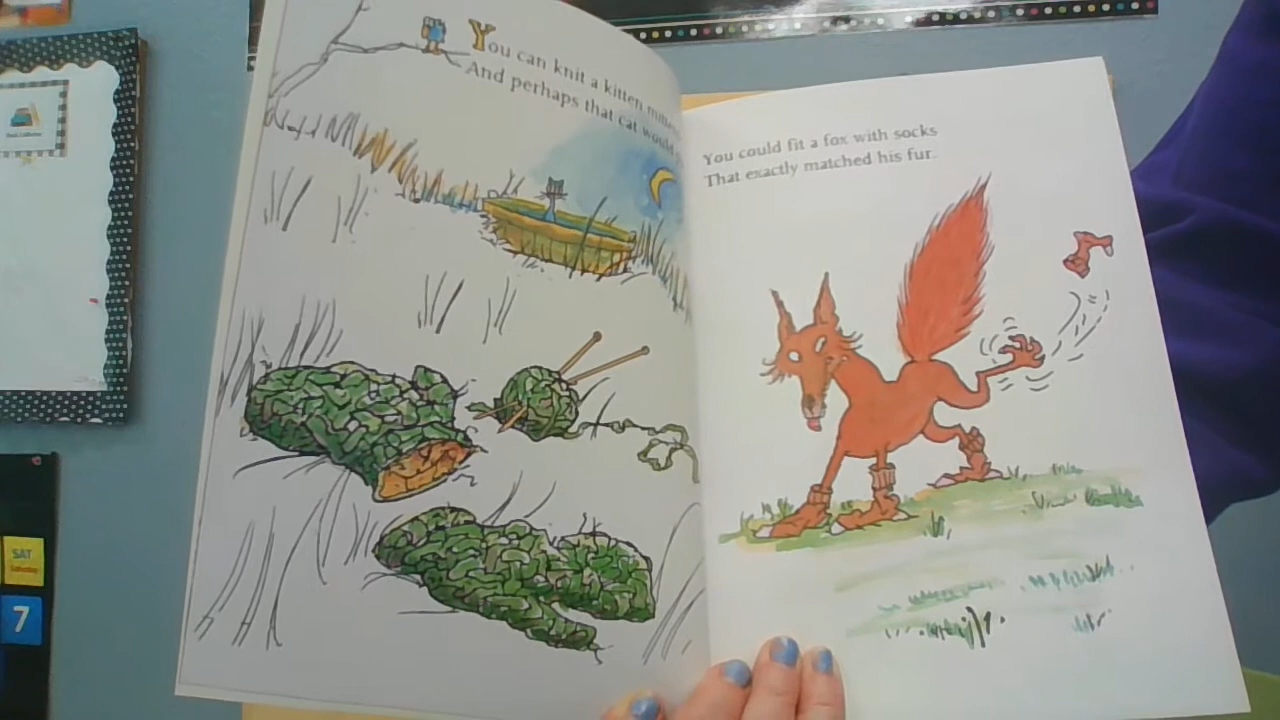 You can knit a kitten
And perhaps that cat would
You could fit a fox with socks
That exactly matched his fur.
SAT
7